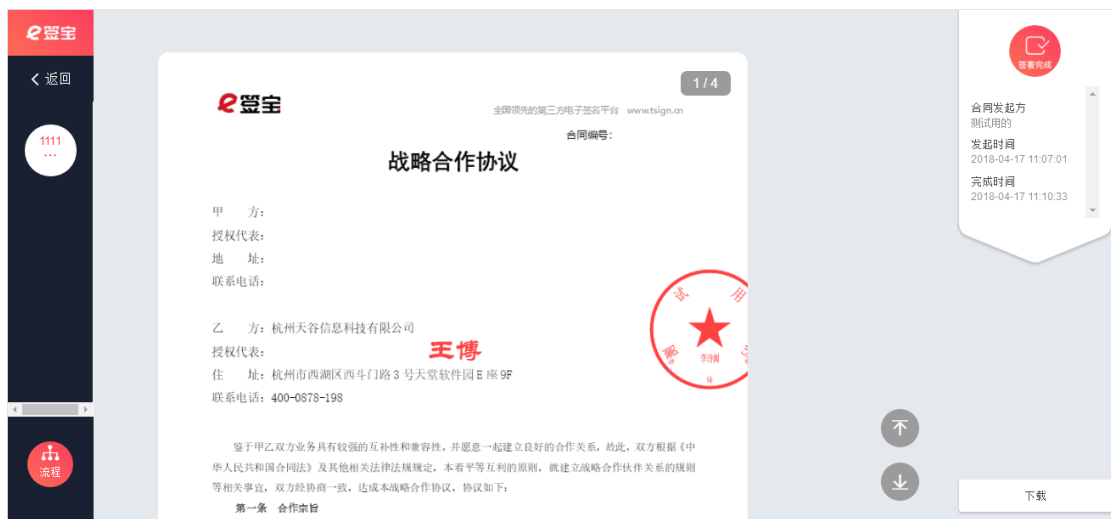 e签宝
返回
1111
...
流程
e签宝
1/4
全国领先的第三方电子签名平台 www.tsign.cn
合同编号：
战略合作协议
甲 方：
授权代表：
地 址：
联系电话：
乙 方：杭州天谷信息科技有限公司
授权代表：
王博
住 址：杭州市西湖区西斗门路 3 号天堂软件园 E 座 9F
联系电话：400-0878-198
试用
鉴于甲乙双方业务具有较强的互补性和兼容性，并愿意一起建立良好的合作关系，故此，双方根据《中
华人民共和国合同法》及其他相关法律法规规定，本着平等互利的原则，就建立战略合作伙伴关系的规则
等相关事宜，双方经协商一致，达成本战略合作协议，协议如下：
第一条 合作宗旨
签署完成
合同发起方
测试用的
发起时间
2018-04-17 11:07:01
完成时间
2018-04-17 11:10:33
下载